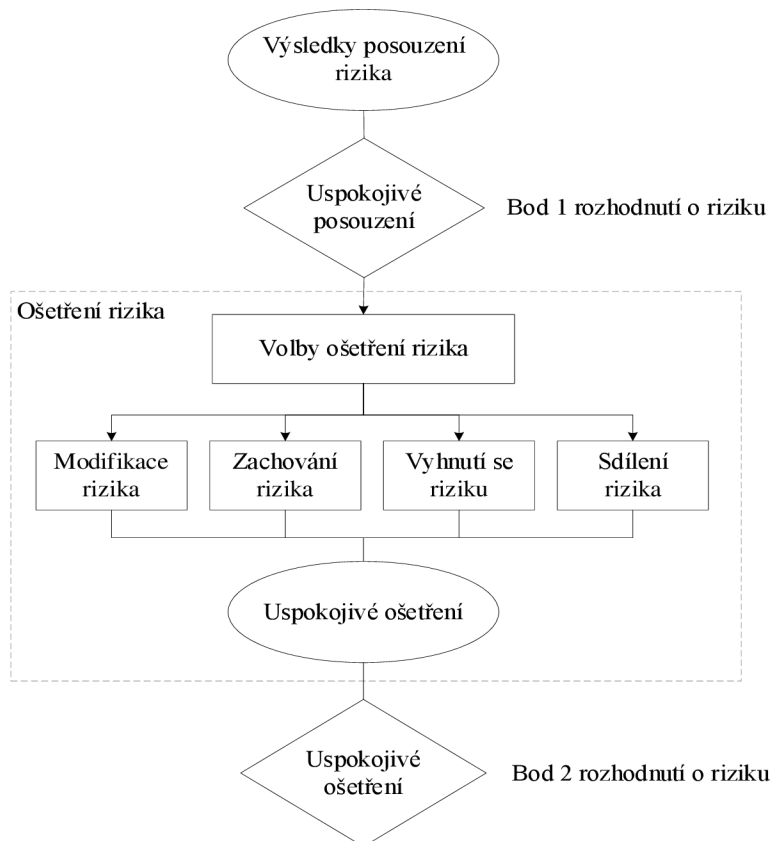 Výsledky posouzení
rizika
Uspokojivé
posouzení
Bod 1 rozhodnutí o riziku
Ošetření rizika
Volby ošetření rizika
Modifikace
rizika
Zachování
rizika
Vyhnutí se
riziku
Sdílení
rizika
Uspokojivé ošetření
Uspokojivé
ošetření
Bod 2 rozhodnutí o riziku